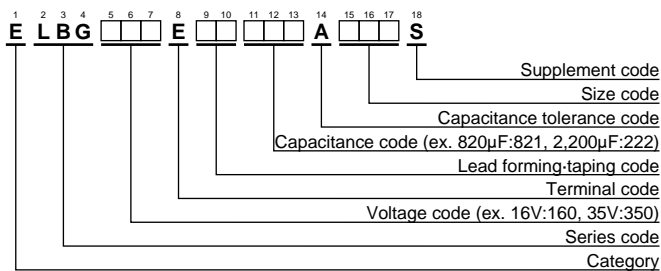 1 2 3 4 5 6 7 8 9 10 11 12 13 14 15 16 17 18
E L B G E A S
Supplement code
Size code
Capacitance tolerance code
Capacitance code (ex. 820µF:821, 2,200µF:222)
Lead forming·taping code
Terminal code
Voltage code (ex. 16V:160, 35V:350)
Series code
Category